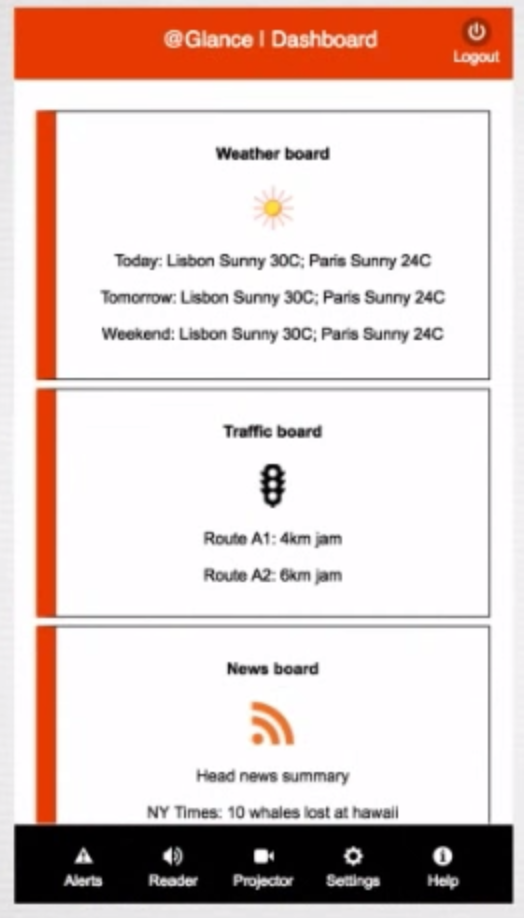 @Glance | Dashboard
Logout
Weather board
Today: Lisbon Sunny 30C; Paris Sunny 24C
Tomorrow: Lisbon Sunny 30C; Paris Sunny 24C
Weekend: Lisbon Sunny 30C; Paris Sunny 24C
Traffic board
Route A1: 4km jam
Route A2: 6km jam
News board
Head news summary
NY Times: 10 whales lost at hawaii
Alerts
Reader
Projector
Settings
Help